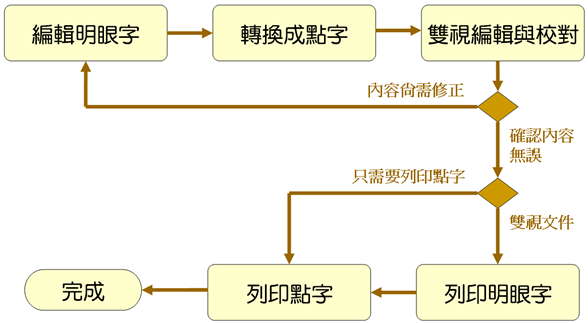 編輯明眼字
轉換成點字
雙視編輯與校對
內容尚需修正
確認內容
無誤
只需要列印點字
雙視文件
完成
列印點字
列印明眼字